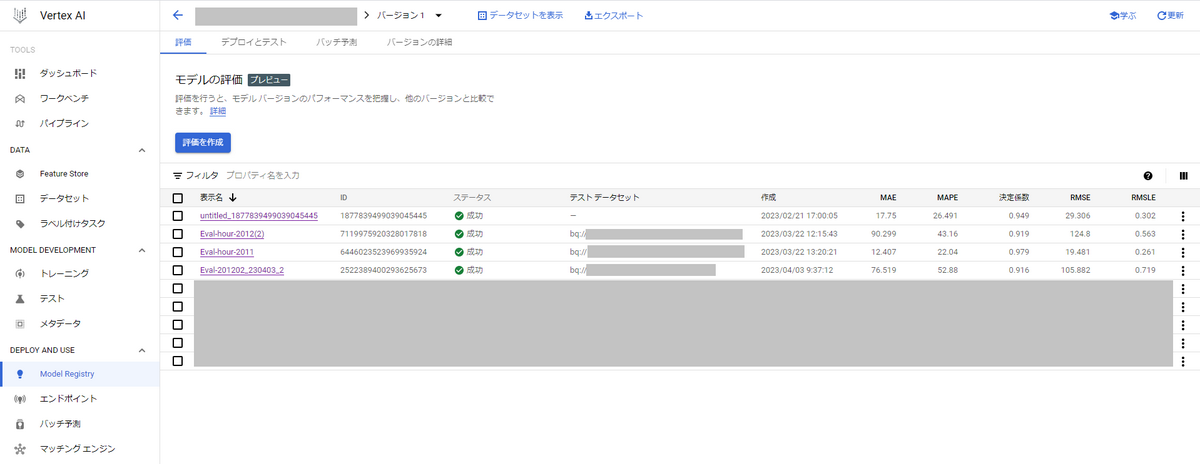 Vertex AI
バージョン 1
データセットを表示
エクスポート
学ぶ
更新
TOOLS
ダッシュボード
ワークベンチ
パイプライン
DATA
Feature Store
データセット
ラベル付けタスク
MODEL DEVELOPMENT
トレーニング
テスト
メタデータ
DEPLOY AND USE
Model Registry
エンドポイント
バッチ予測
マッチング エンジン
評価 デプロイとテスト バッチ予測 バージョンの詳細
モデルの評価 プレビュー
評価を行うと、モデル バージョンのパフォーマンスを把握し、他のバージョンと比較で
きます。 詳細
評価を作成
フィルタ プロパティ名を入力
表示名 ID ステータス テスト データセット 作成 MAE MAPE 決定係数 RMSE RMSLE
untitled_1877839499039045445 1877839499039045445 成功 — 2023/02/21 17:00:05 17.75 26.491 0.949 29.306 0.302
Eval-hour-2012(2) 7119975920328017818 成功 bq:// 2023/03/22 12:15:43 90.299 43.16 0.919 124.8 0.563
Eval-hour-2011 6446023523969935924 成功 bq:// 2023/03/22 13:20:21 12.407 22.04 0.979 19.481 0.261
Eval-201202_230403_2 2522389400293625673 成功 bq:// 2023/04/03 9:37:12 76.519 52.88 0.916 105.882 0.719